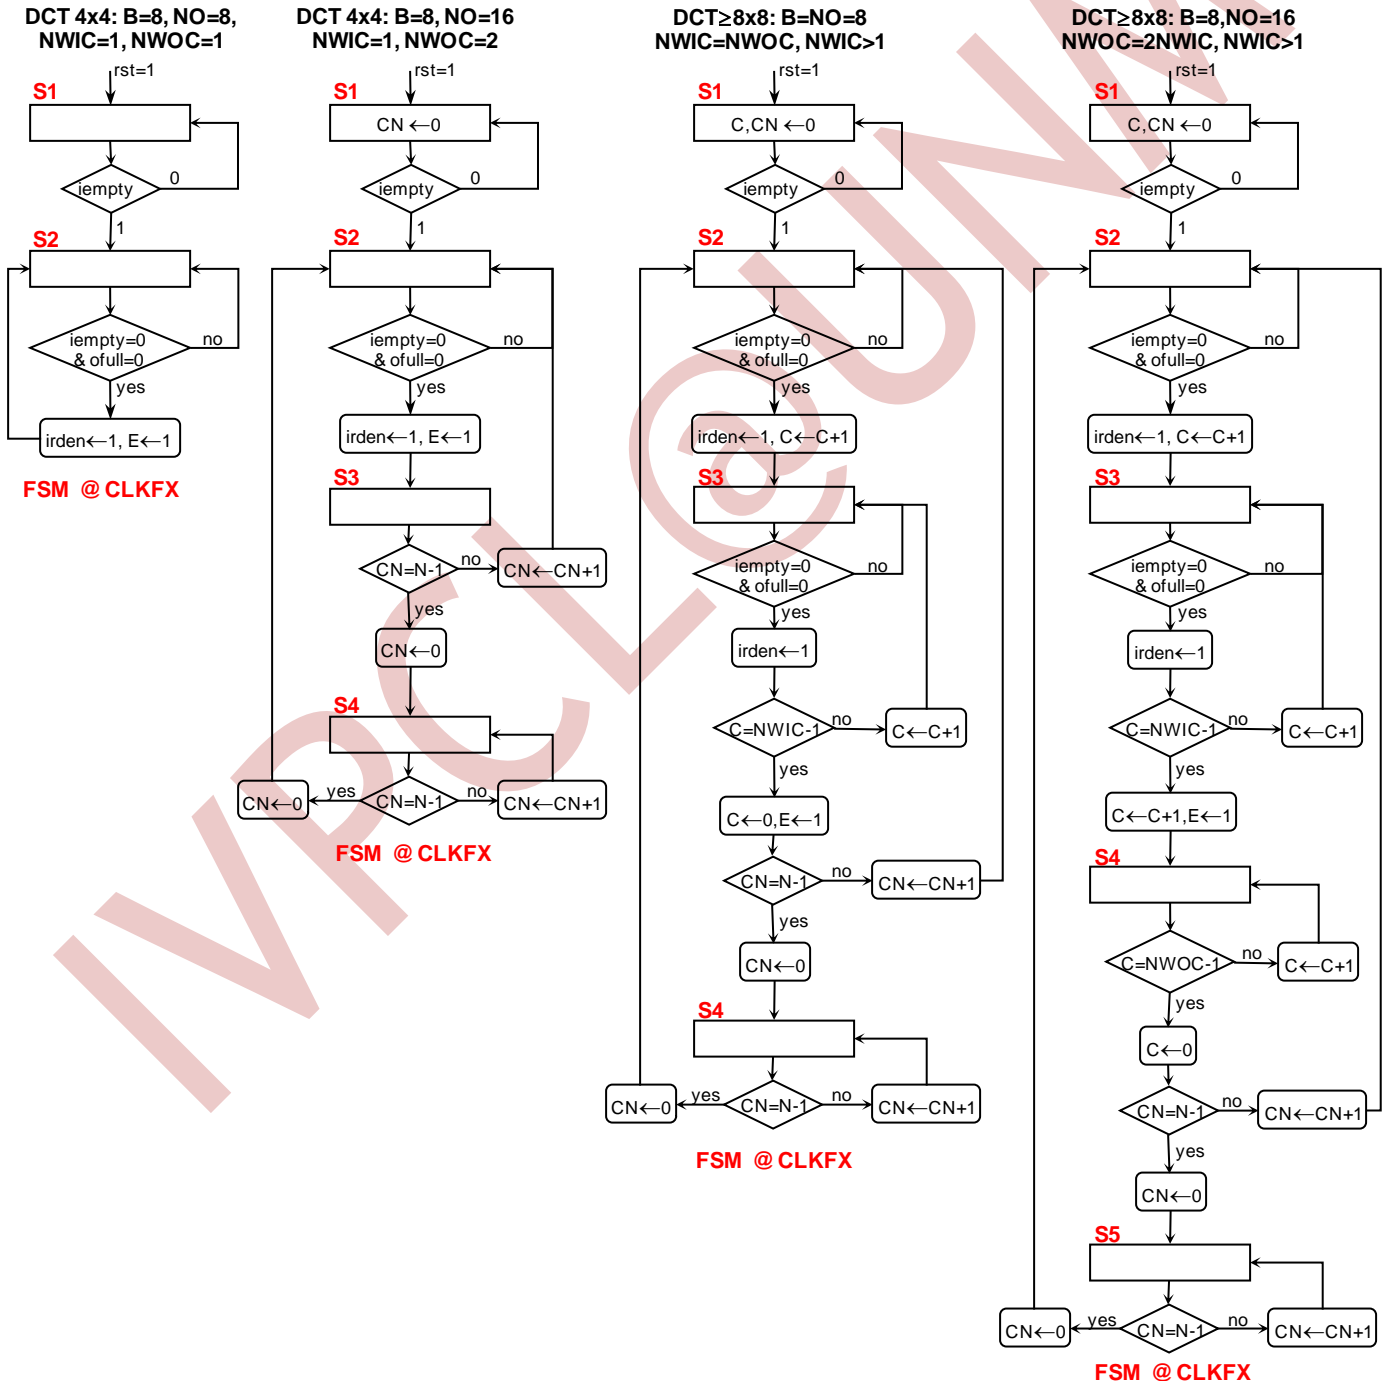 DCT 4x4: B=8, NO=8,
NWIC=1, NWOC=1
rst=1
S1
iempty
0
1
S2
iempty=0
& ofull=0
no
yes
irden←1, E←1
FSM @ CLKFX
DCT 4x4: B=8, NO=16
NWIC=1, NWOC=2
rst=1
S1
CN ←0
iempty
0
1
S2
iempty=0
& ofull=0
no
yes
irden←1, E←1
S3
CN=N-1
no
CN←CN+1
yes
CN←0
S4
CN=N-1
yes
CN←0
no
CN←CN+1
FSM @ CLKFX
DCT≥8x8: B=NO=8
NWIC=NWOC, NWIC>1
rst=1
S1
C,CN ←0
iempty
0
1
S2
iempty=0
& ofull=0
no
yes
irden←1, C←C+1
S3
iempty=0
& ofull=0
no
yes
irden←1
C=NWIC-1
no
C←C+1
yes
C←0,E←1
CN=N-1
no
CN←CN+1
yes
CN←0
S4
CN=N-1
yes
CN←0
no
CN←CN+1
FSM @ CLKFX
DCT≥8x8: B=8,NO=16
NWOC=2NWIC, NWIC>1
rst=1
S1
C,CN ←0
iempty
0
1
S2
iempty=0
& ofull=0
no
yes
irden←1, C←C+1
S3
iempty=0
& ofull=0
no
yes
irden←1
C=NWIC-1
no
C←C+1
yes
C←C+1,E←1
S4
C=NWOC-1
no
C←C+1
yes
C←0
CN=N-1
no
CN←CN+1
yes
CN←0
S5
CN=N-1
yes
CN←0
no
CN←CN+1
FSM @ CLKFX
IVPCL@UNM